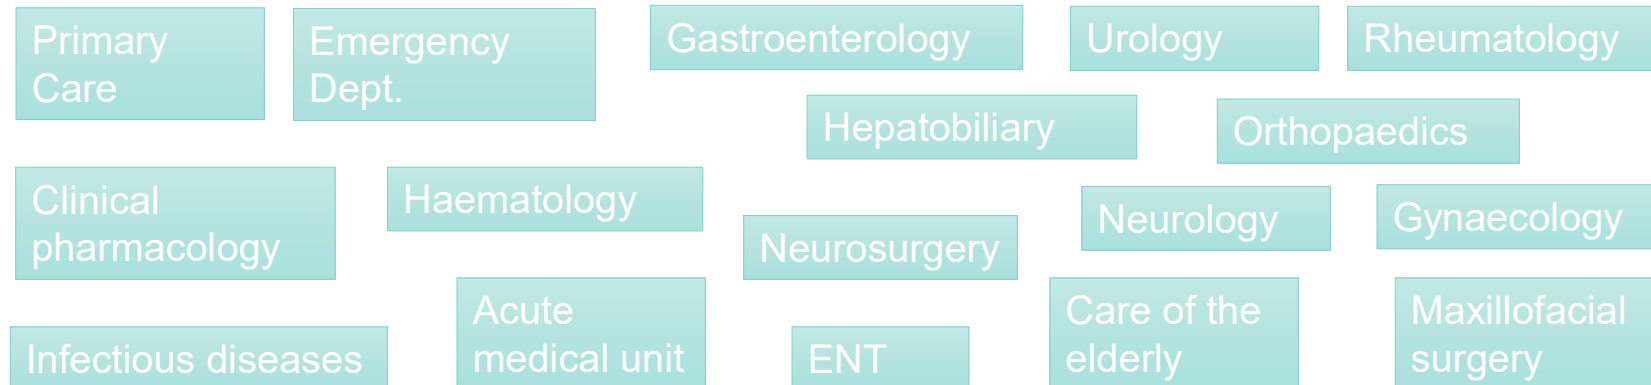 Primary
Care
Emergency
Dept.
Gastroenterology
Urology
Rheumatology
Hepatobiliary
Orthopaedics
Clinical
pharmacology
Haematology
Neurosurgery
Neurology
Gynaecology
Infectious diseases
Acute
medical unit
ENT
Care of the
elderly
Maxillofacial
surgery